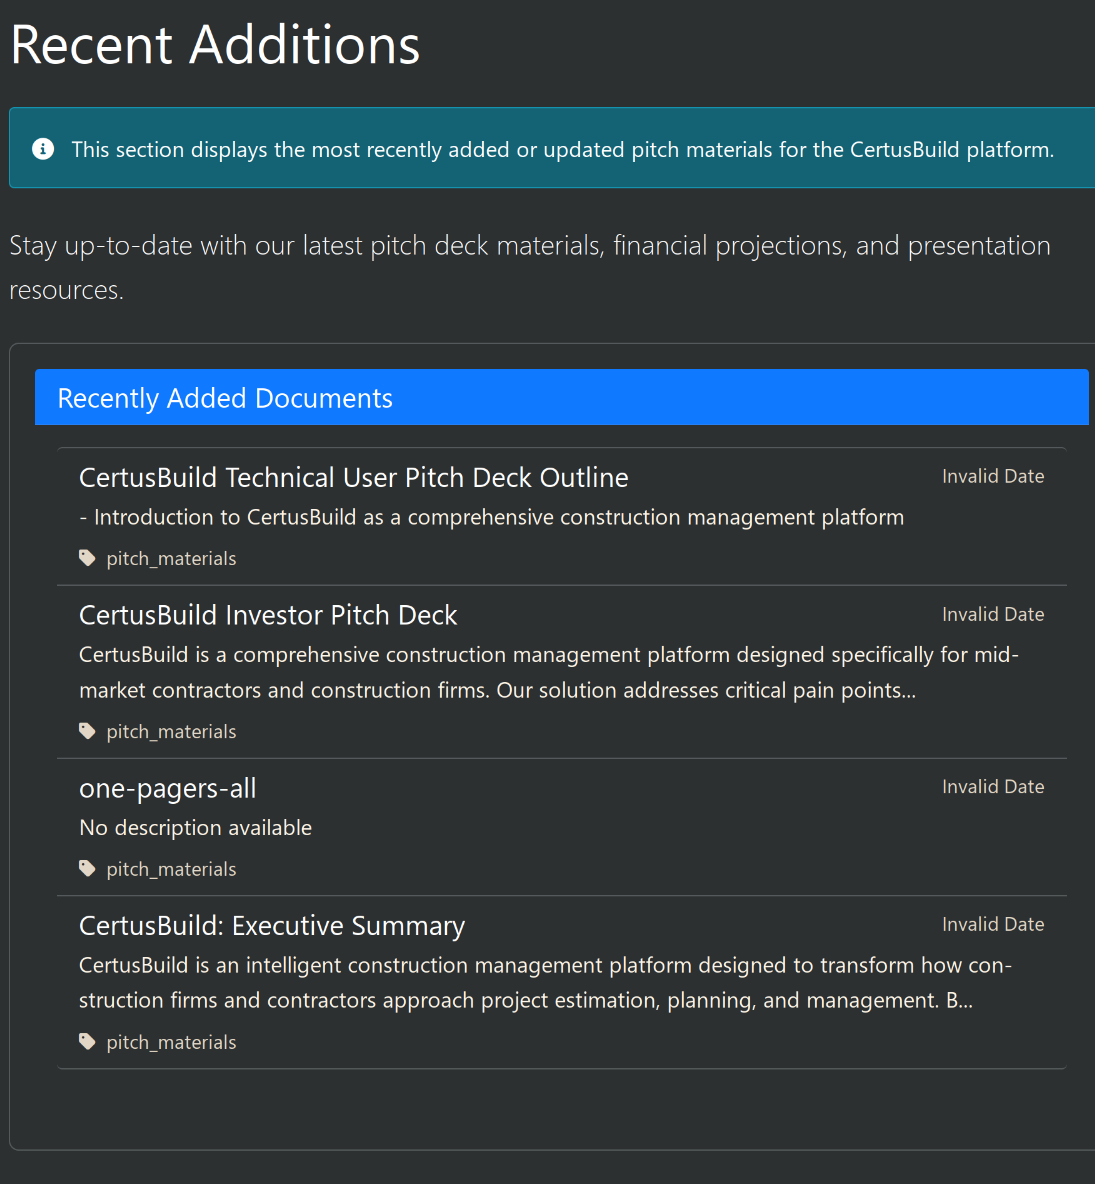 Recent Additions
This section displays the most recently added or updated pitch materials for the CertusBuild platform.
Stay up-to-date with our latest pitch deck materials, financial projections, and presentation
resources.
Recently Added Documents
CertusBuild Technical User Pitch Deck Outline
Invalid Date
- Introduction to CertusBuild as a comprehensive construction management platform
pitch_materials
CertusBuild Investor Pitch Deck
Invalid Date
CertusBuild is a comprehensive construction management platform designed specifically for mid-
market contractors and construction firms. Our solution addresses critical pain points...
pitch_materials
one-pagers-all
Invalid Date
No description available
pitch_materials
CertusBuild: Executive Summary
Invalid Date
CertusBuild is an intelligent construction management platform designed to transform how con-
struction firms and contractors approach project estimation, planning, and management. B...
pitch_materials